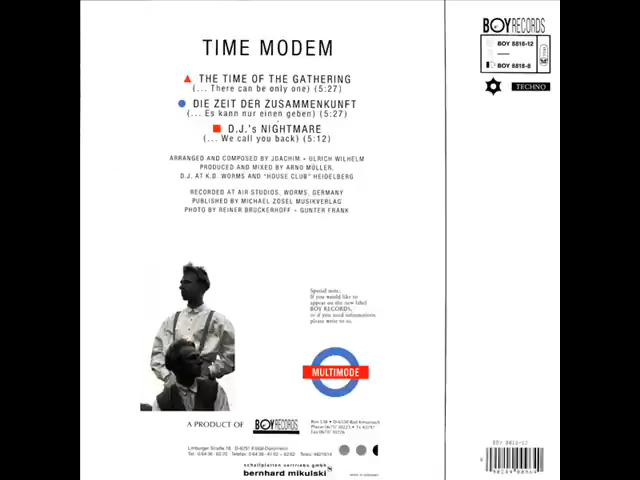 TIME MODEM
THE TIME OF THE GATHERING
(... There can be only one) (5:27)
DIE ZEIT DER ZUSAMMENKUNFT
(... Es kann nur einen geben) (5:27)
D.J.'s NIGHTMARE
(... We call you back) (5:12)
ARRANGED AND COMPOSED BY JOACHIM + ULRICH WILHELM
PRODUCED AND MIXED BY ARNO MÜLLER,
D.J. AT K.D. WORMS AND "HOUSE CLUB" HEIDELBERG
RECORDED AT AIR STUDIOS, WORMS, GERMANY
PUBLISHED BY MICHAEL ZOSEL MUSIKVERLAG
PHOTO BY REINER BRÜCKERHOFF + GUNTER FRANK
BOY RECORDS
BOY 8818-12
BOY 8818-8
TECHNO
Special note:
If you would like to
appear on the new label
BOY RECORDS,
or if you need informations
please write to us.
MULTIMODE
A PRODUCT OF BOY RECORDS
schallplatten vertriebs gmbh
bernhard mikulski
BOY 8818-12